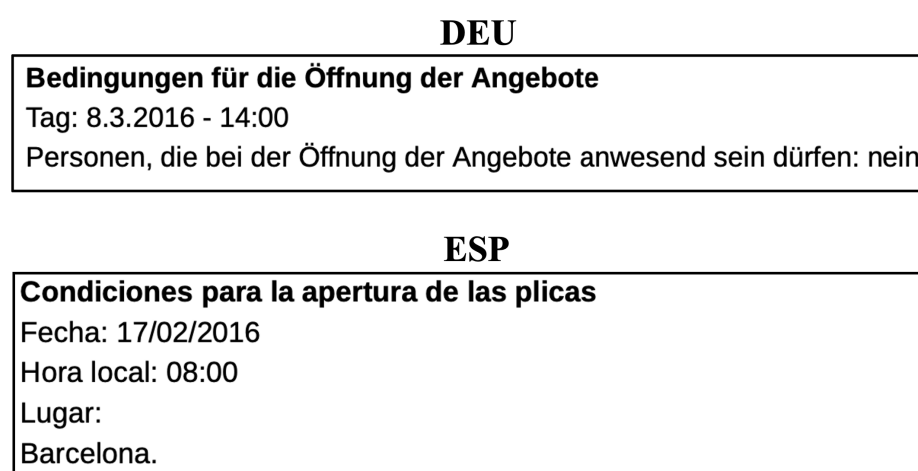 DEU
Bedingungen für die Öffnung der Angebote
Tag: 8.3.2016 - 14:00
Personen, die bei der Öffnung der Angebote anwesend sein dürfen: nein
ESP
Condiciones para la apertura de las plicas
Fecha: 17/02/2016
Hora local: 08:00
Lugar:
Barcelona.